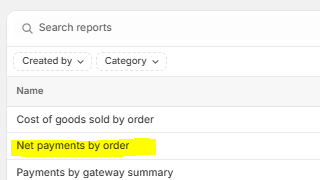 Search reports
Created by Category
Name
Cost of goods sold by order
Net payments by order
Payments by gateway summary